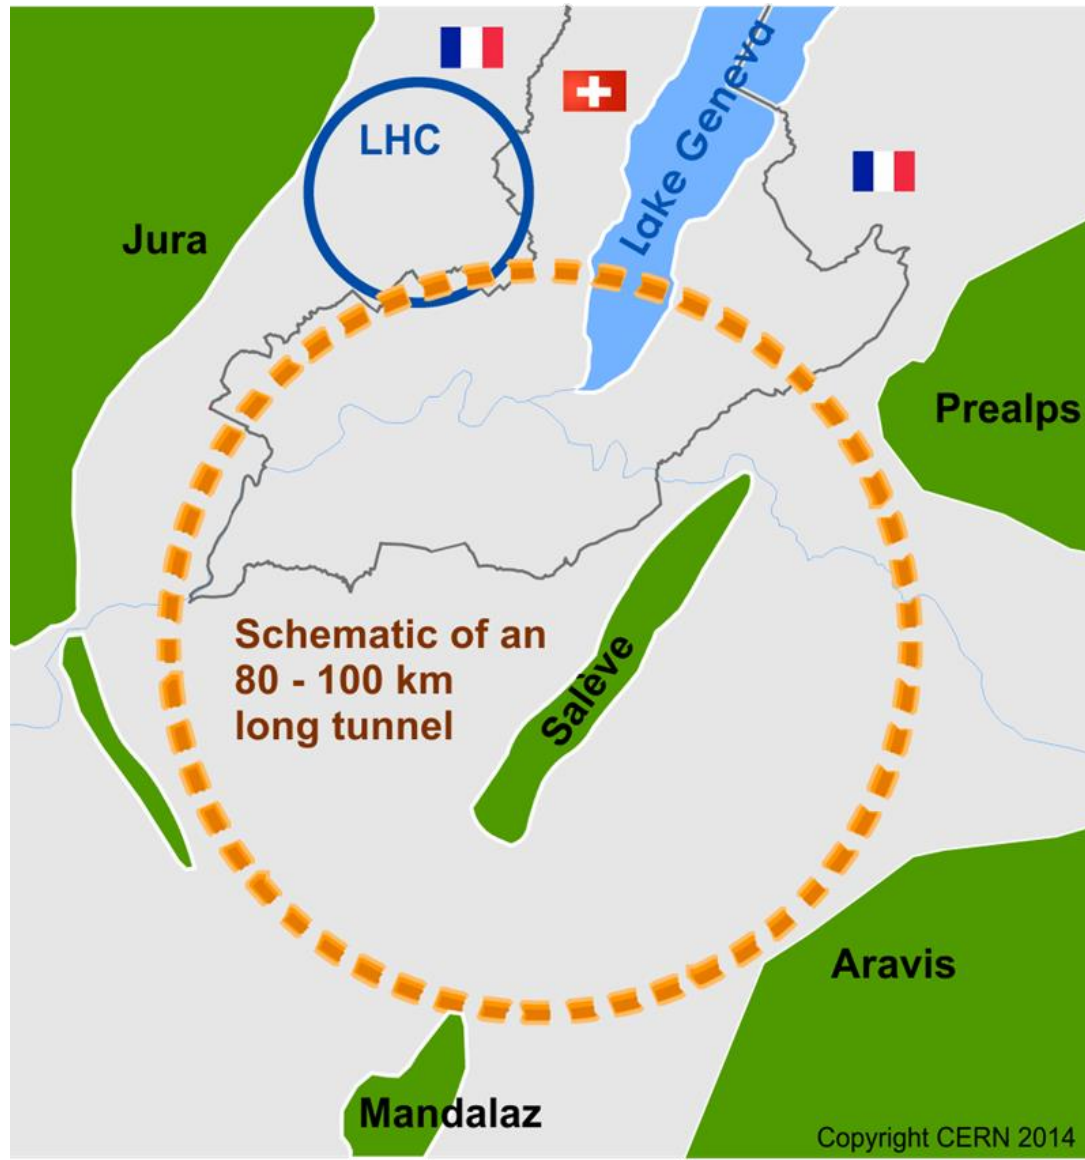 LHC
Lake Geneva
Jura
Prealps
Schematic of an
80 - 100 km
long tunnel
Salève
Aravis
Mandalaz
Copyright CERN 2014